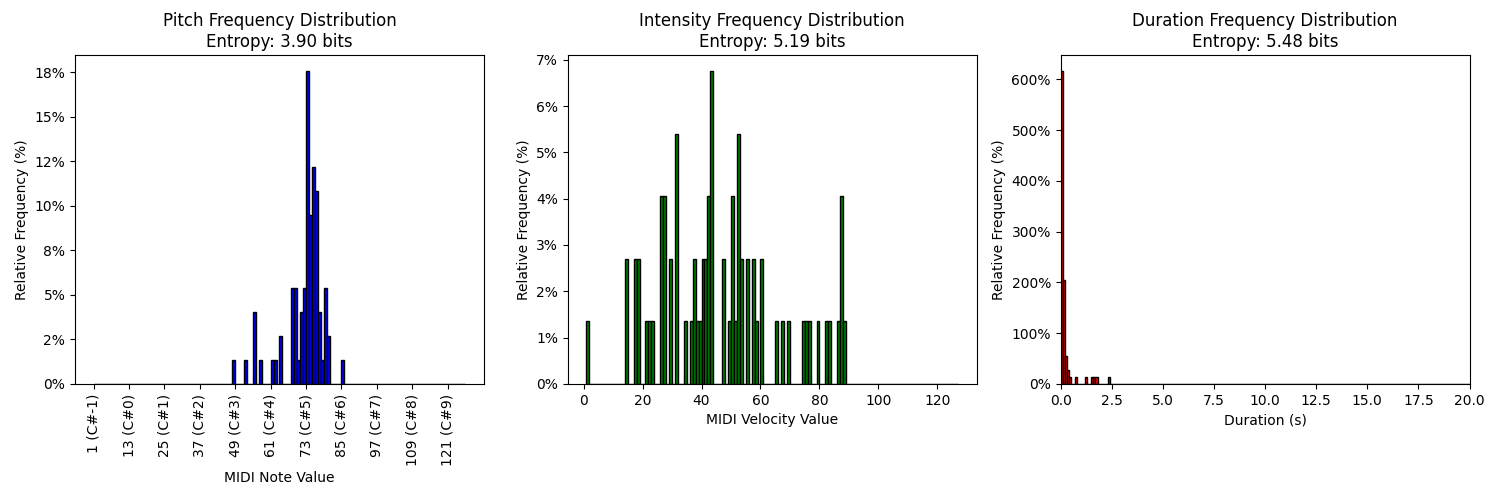 Pitch Frequency Distribution
Entropy: 3.90 bits
Relative Frequency (%)
18%
15%
12%
10%
8%
5%
2%
0%
1 (C#-1)
13 (C#0)
25 (C#1)
37 (C#2)
49 (C#3)
61 (C#4)
73 (C#5)
85 (C#6)
97 (C#7)
109 (C#8)
121 (C#9)
MIDI Note Value
Intensity Frequency Distribution
Entropy: 5.19 bits
Relative Frequency (%)
7%
6%
5%
4%
3%
2%
1%
0%
0 20 40 60 80 100 120
MIDI Velocity Value
Duration Frequency Distribution
Entropy: 5.48 bits
Relative Frequency (%)
600%
500%
400%
300%
200%
100%
0%
0.0 2.5 5.0 7.5 10.0 12.5 15.0 17.5 20.0
Duration (s)